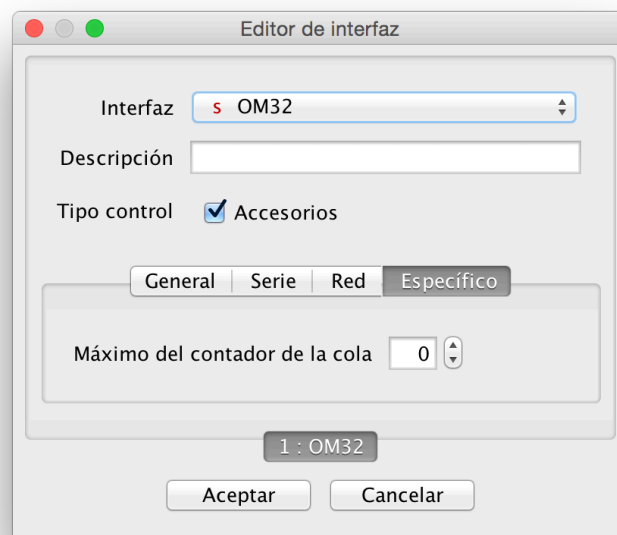 Editor de interfaz
Interfaz s OM32
Descripción
Tipo control Accesorios
General Serie Red Específico
Máximo del contador de la cola 0
1 : OM32
Aceptar Cancelar